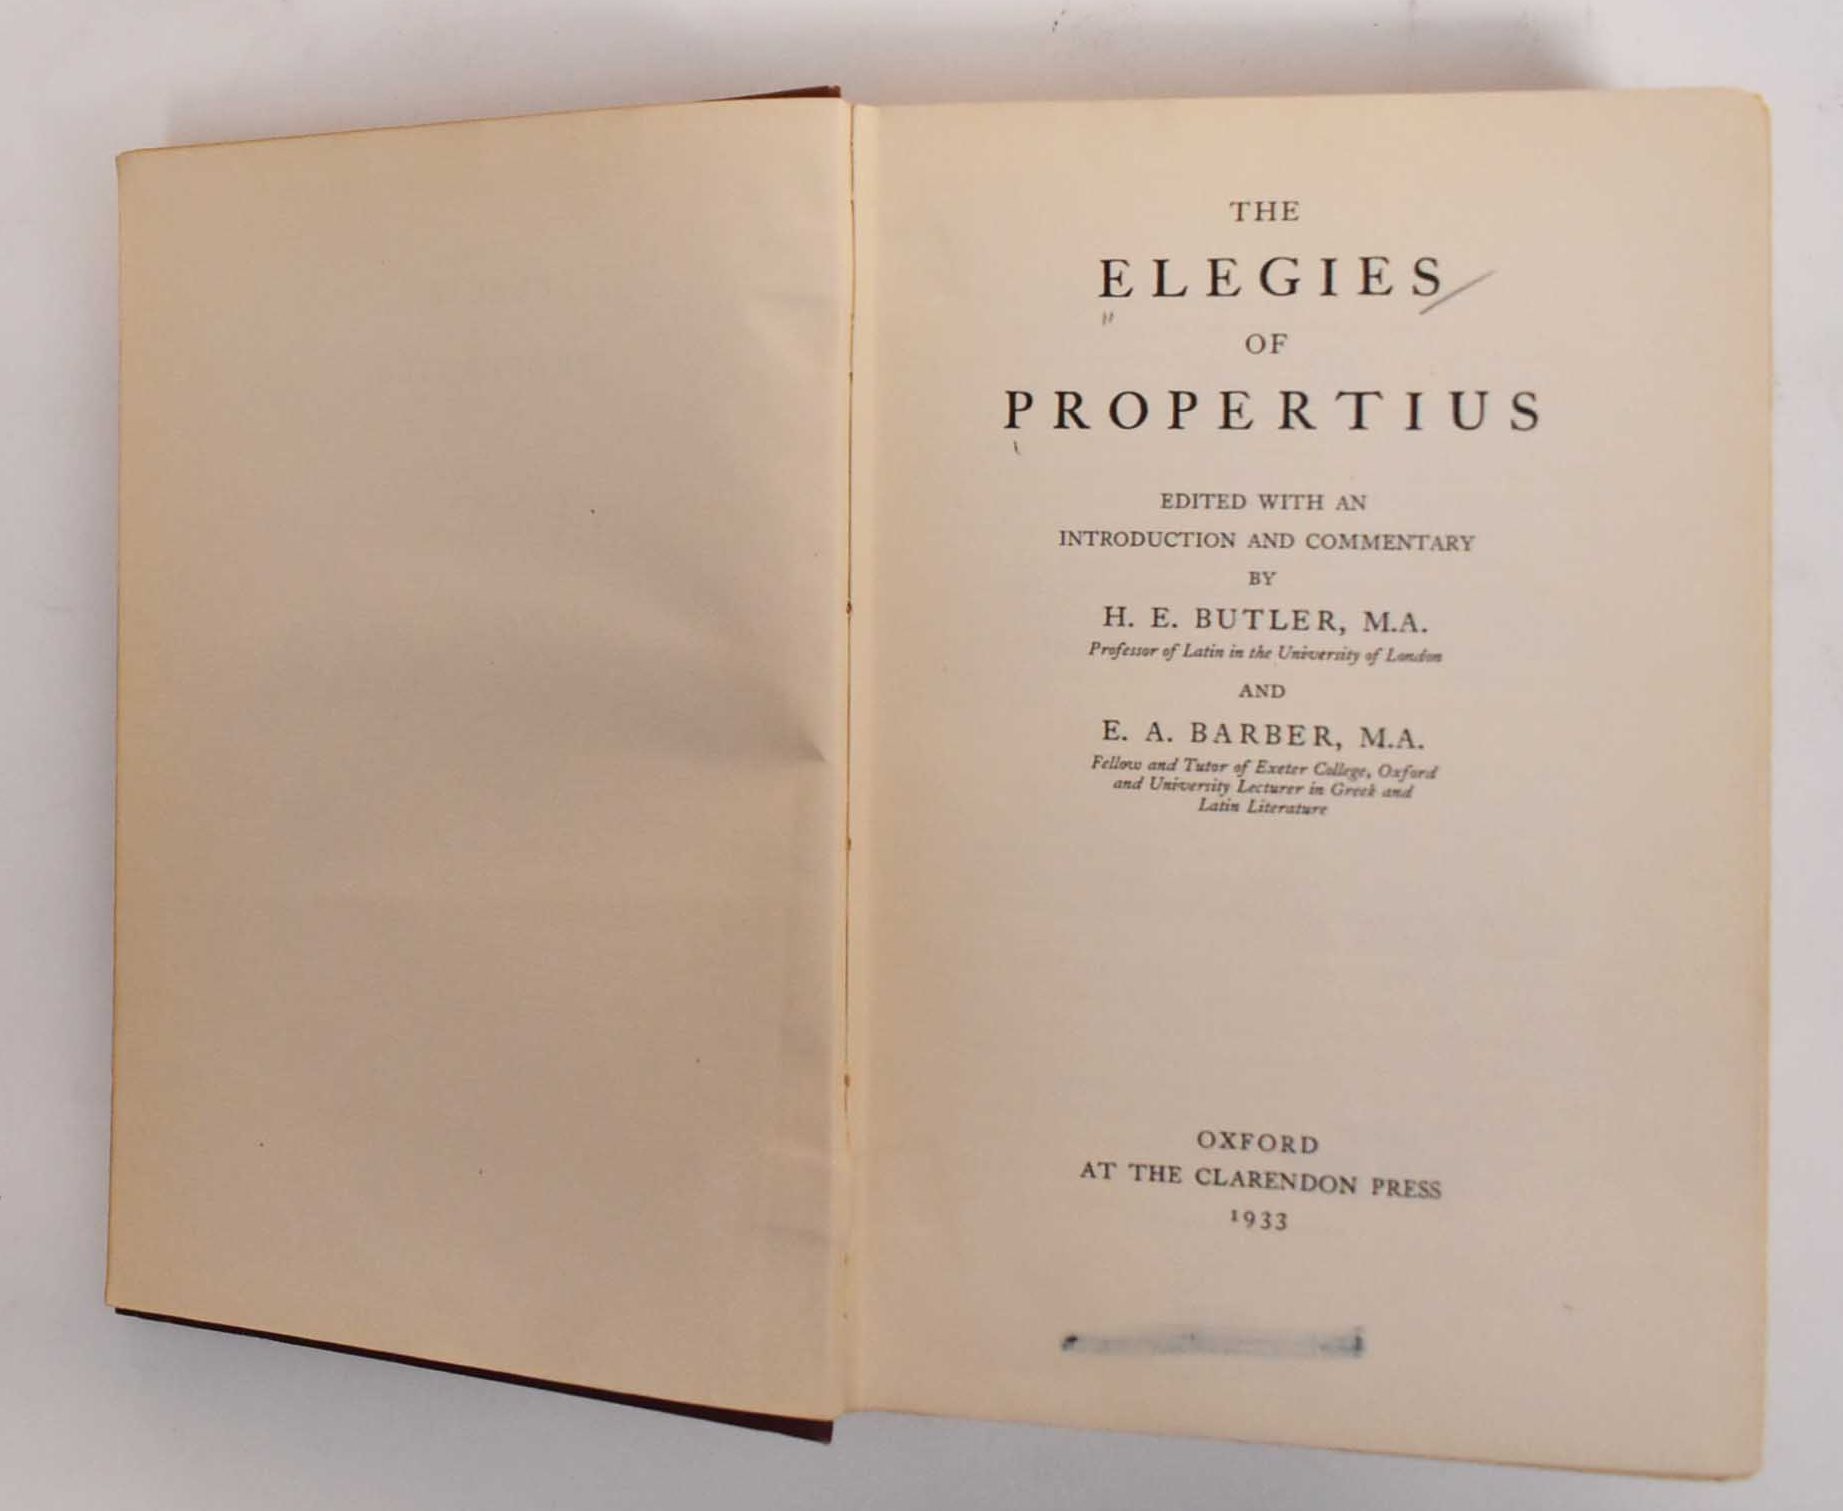 THE
ELEGIES
OF
PROPERTIUS
EDITED WITH AN
INTRODUCTION AND COMMENTARY
BY
H. E. BUTLER, M.A.
Professor of Latin in the University of London
AND
E. A. BARBER, M.A.
Fellow and Tutor of Exeter College, Oxford
and University Lecturer in Greek and
Latin Literature
OXFORD
AT THE CLARENDON PRESS
1933